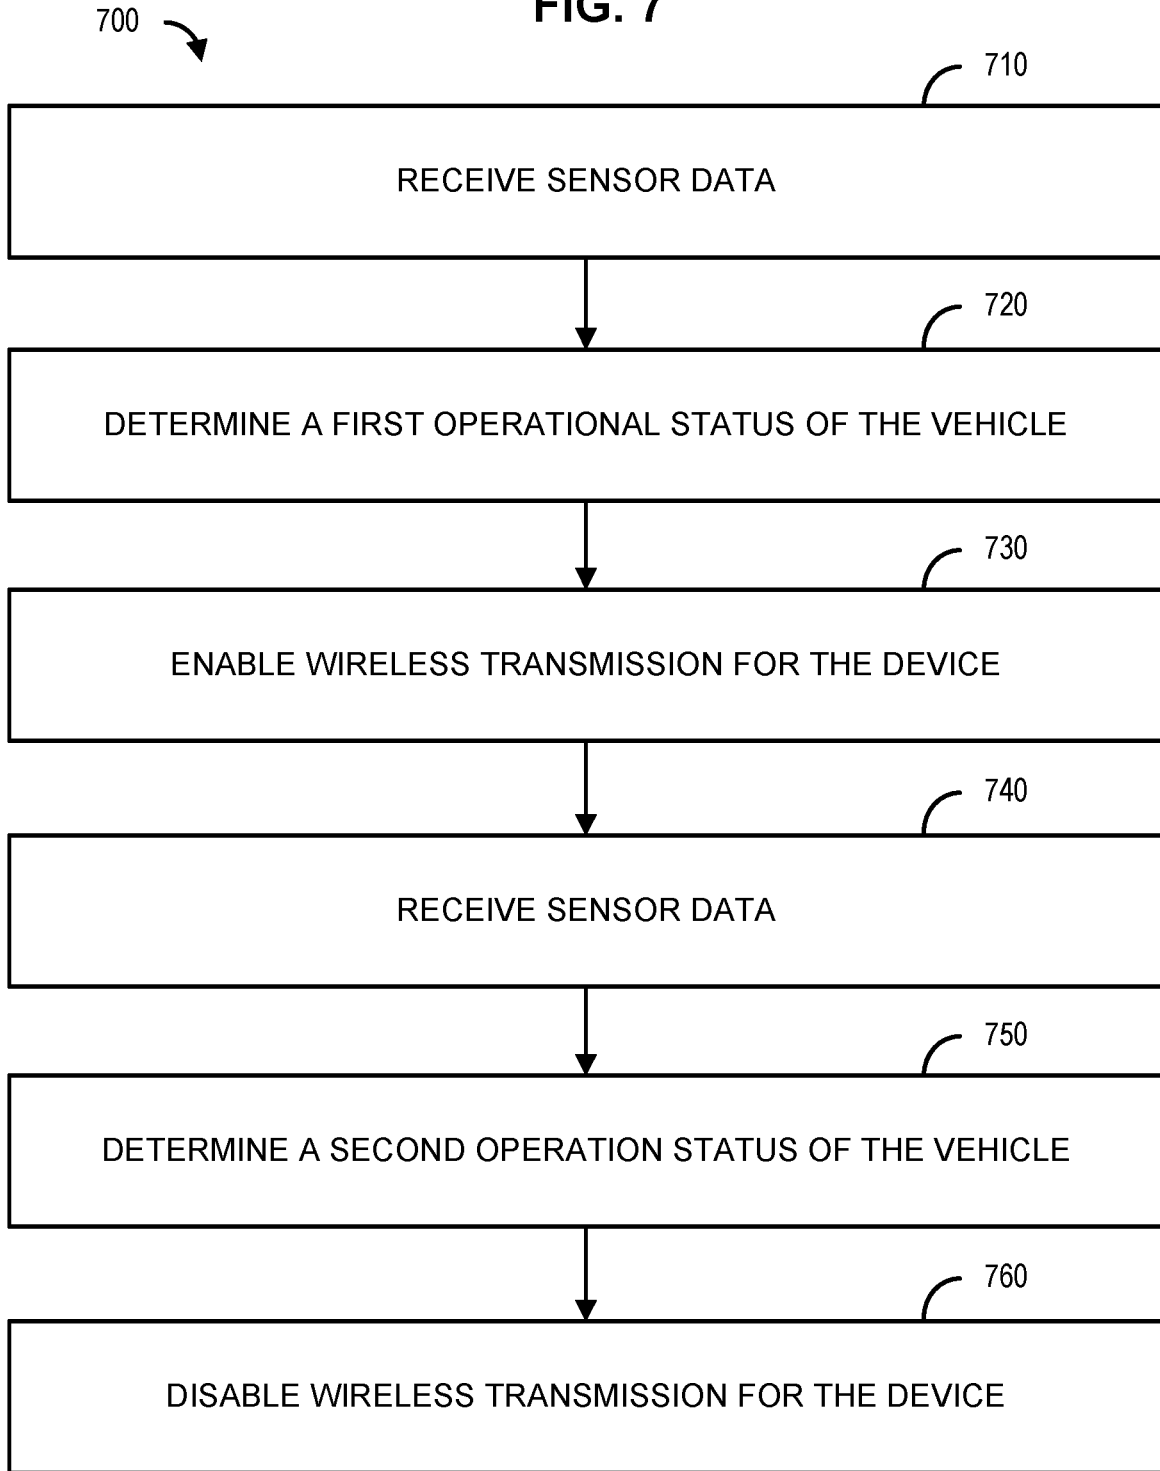 FIG. 7
700
710
RECEIVE SENSOR DATA
720
DETERMINE A FIRST OPERATIONAL STATUS OF THE VEHICLE
730
ENABLE WIRELESS TRANSMISSION FOR THE DEVICE
740
RECEIVE SENSOR DATA
750
DETERMINE A SECOND OPERATION STATUS OF THE VEHICLE
760
DISABLE WIRELESS TRANSMISSION FOR THE DEVICE